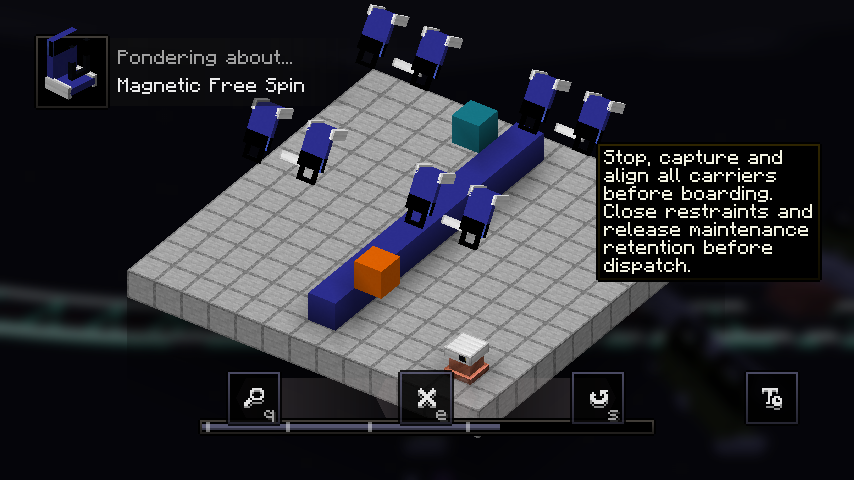 Pondering about...
Magnetic Free Spin
Stop, capture and
align all carriers
before boarding.
Close restraints and
release maintenance
retention before
dispatch.
q
e
s
T